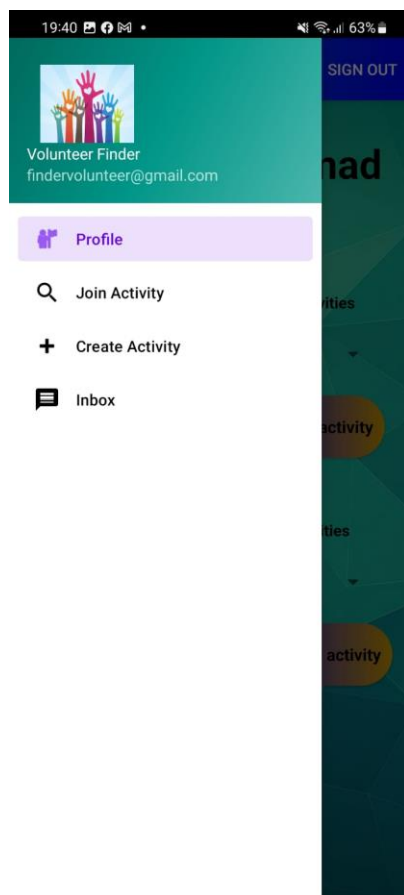 19:40
63%
SIGN OUT
Volunteer Finder
findervolunteer@gmail.com
nad
Profile
Join Activity
vities
Create Activity
Inbox
activity
ities
activity